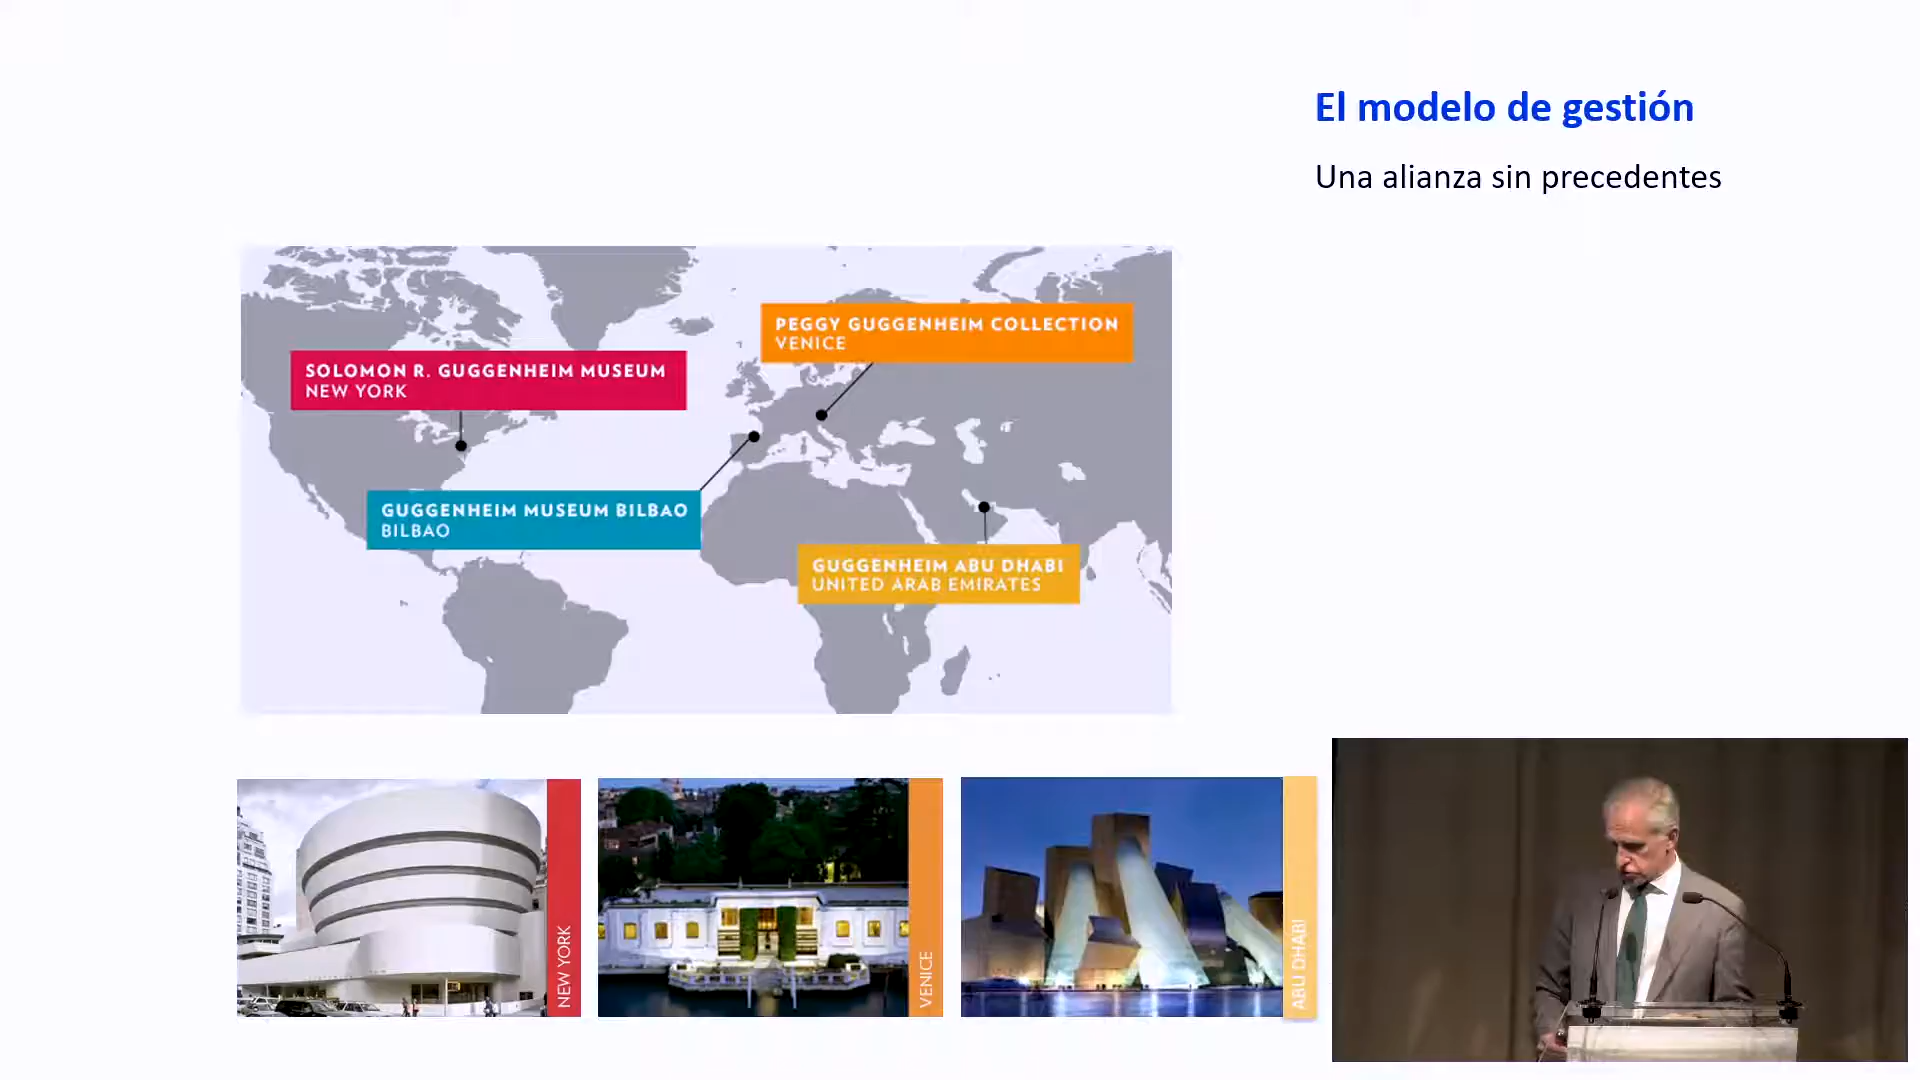 El modelo de gestión
Una alianza sin precedentes
PEGGY GUGGENHEIM COLLECTION
VENICE
SOLOMON R. GUGGENHEIM MUSEUM
NEW YORK
GUGGENHEIM MUSEUM BILBAO
BILBAO
GUGGENHEIM ABU DHABI
UNITED ARAB EMIRATES
NEW YORK
VENICE
ABU DHABI